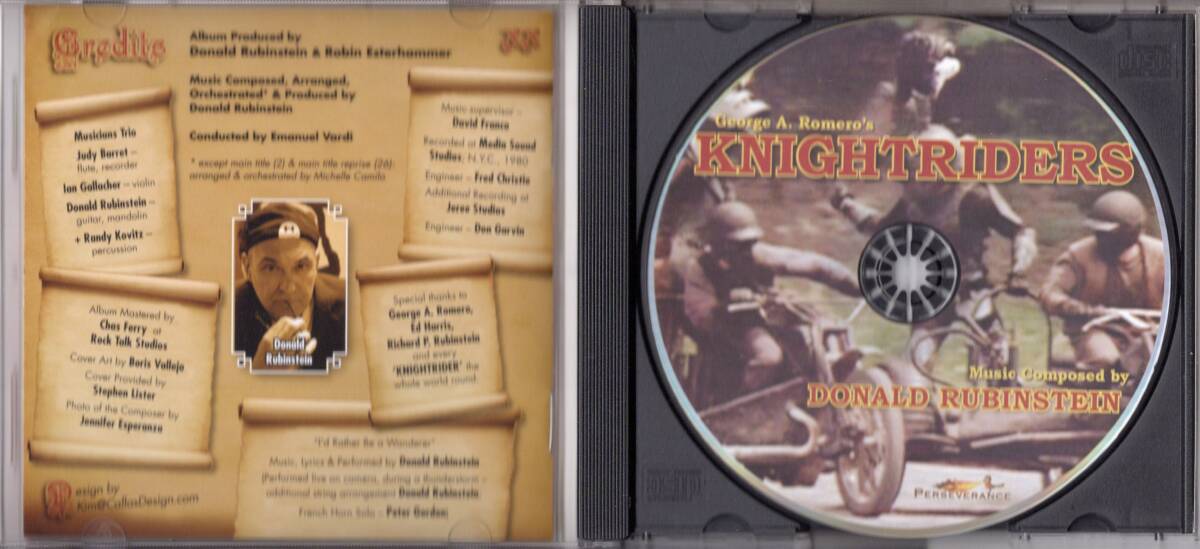 Credits
Album Produced by
Donald Rubinstein & Robin Esterhammer
Music Composed, Arranged,
Orchestrated* & Produced by
Donald Rubinstein
Conducted by Emanuel Vardi
* except main title (2) & main title reprise (26):
arranged & orchestrated by Michelle Camilo
Musicians Trio
Judy Barret –
flute, recorder
Ian Gallacher – violin
Donald Rubinstein –
guitar, mandolin
+ Randy Kovitz –
percussion
Music supervisor –
David Franco
Recorded at Media Sound
Studios, N.Y.C., 1980
Engineer – Fred Christie
Additional Recording at
Jeree Studios
Engineer – Don Garvin
Donald
Rubinstein
Album Mastered by
Chas Ferry at
Rock Talk Studios
Cover Art by Boris Vallejo
Cover Provided by
Stephen Lister
Photo of the Composer by
Jennifer Esperanza
Special thanks to
George A. Romero,
Ed Harris,
Richard P. Rubinstein
and every
"KNIGHTRIDER" the
whole world round.
"I'd Rather Be a Wanderer"
Music, Lyrics & Performed by Donald Rubinstein
(Performed live on camera, during a thunderstorm –
additional string arrangement Donald Rubinstein
French Horn Solo – Peter Gordon)
Design by
Kim@CallasDesign.com
George A. Romero's
KNIGHTRIDERS
Music Composed by
DONALD RUBINSTEIN
PERSEVERANCE
disc